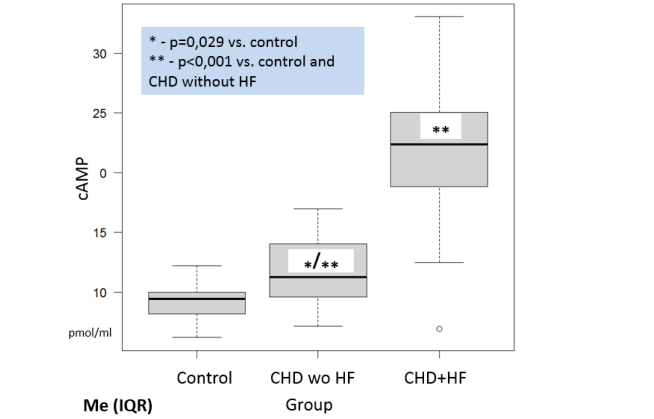 * - p=0,029 vs. control
** - p<0,001 vs. control and
CHD without HF
30
25
0
15
10
cAMP
pmol/ml
**
*/**
Control
CHD wo HF
CHD+HF
Me (IQR)
Group